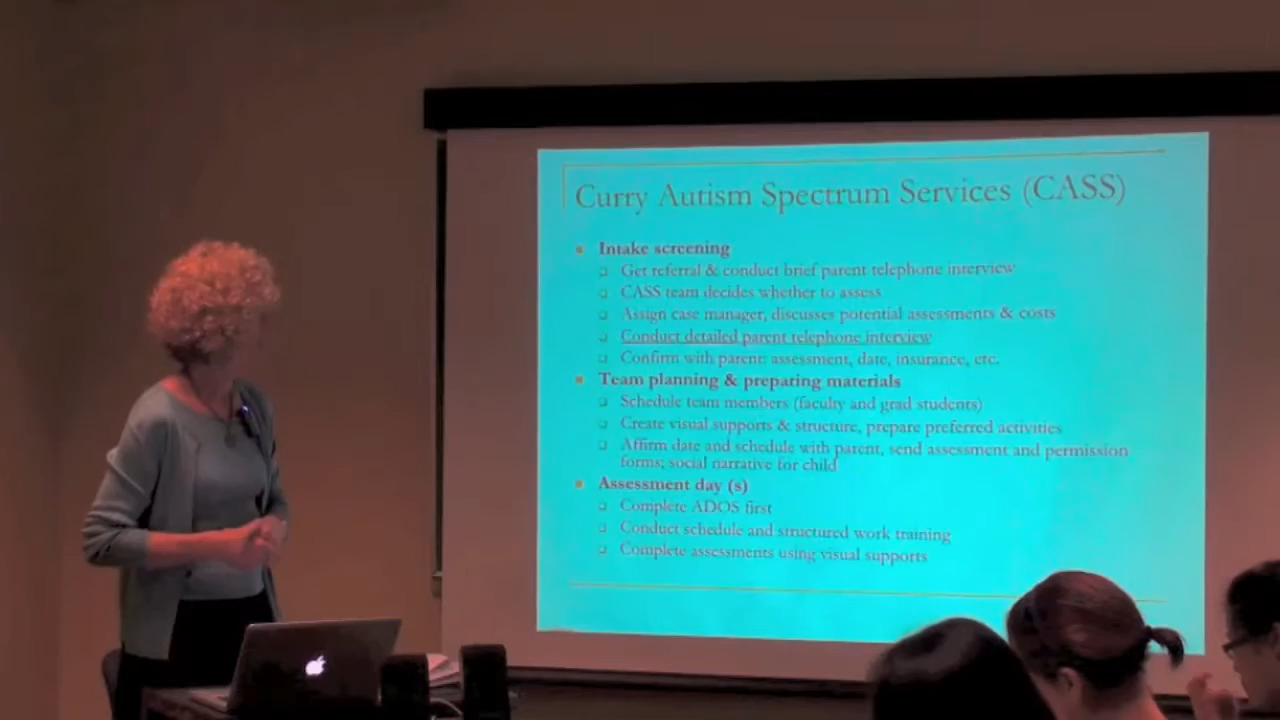 Curry Autism Spectrum Services (CASS)
Intake screening
Get referral & conduct brief parent telephone interview
CASS team decides whether to assess
Assign case manager, discusses potential assessments & costs
Conduct detailed parent telephone interview
Confirm with parent: assessment, date, insurance, etc.
Team planning & preparing materials
Schedule team members (faculty and grad students)
Create visual supports & structure, prepare preferred activities
Affirm date and schedule with parent, send assessment and permission
forms; social narrative for child
Assessment day (s)
Complete ADOS first
Conduct schedule and structured work training
Complete assessments using visual supports